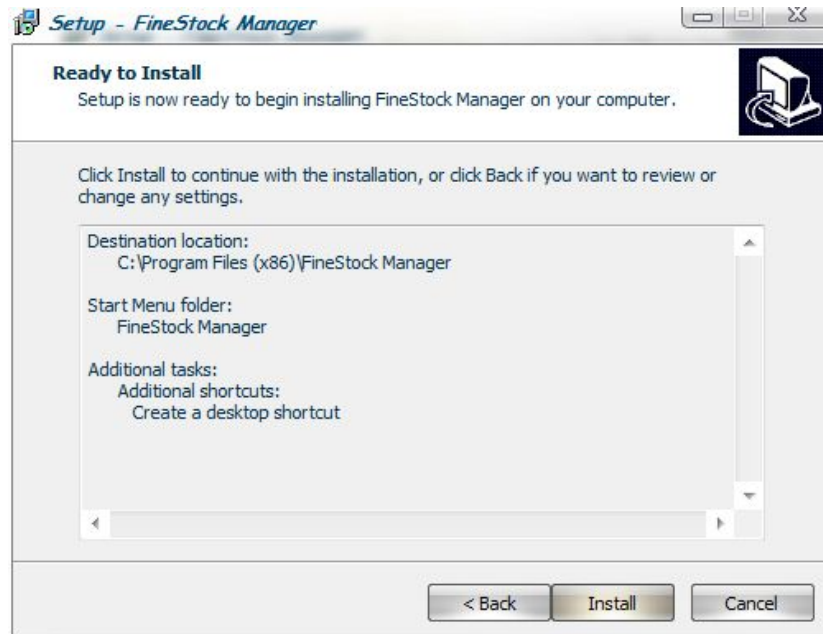 Setup - FineStock Manager
Ready to Install
Setup is now ready to begin installing FineStock Manager on your computer.
Click Install to continue with the installation, or click Back if you want to review or
change any settings.
Destination location:
C:\Program Files (x86)\FineStock Manager
Start Menu folder:
FineStock Manager
Additional tasks:
Additional shortcuts:
Create a desktop shortcut
< Back
Install
Cancel